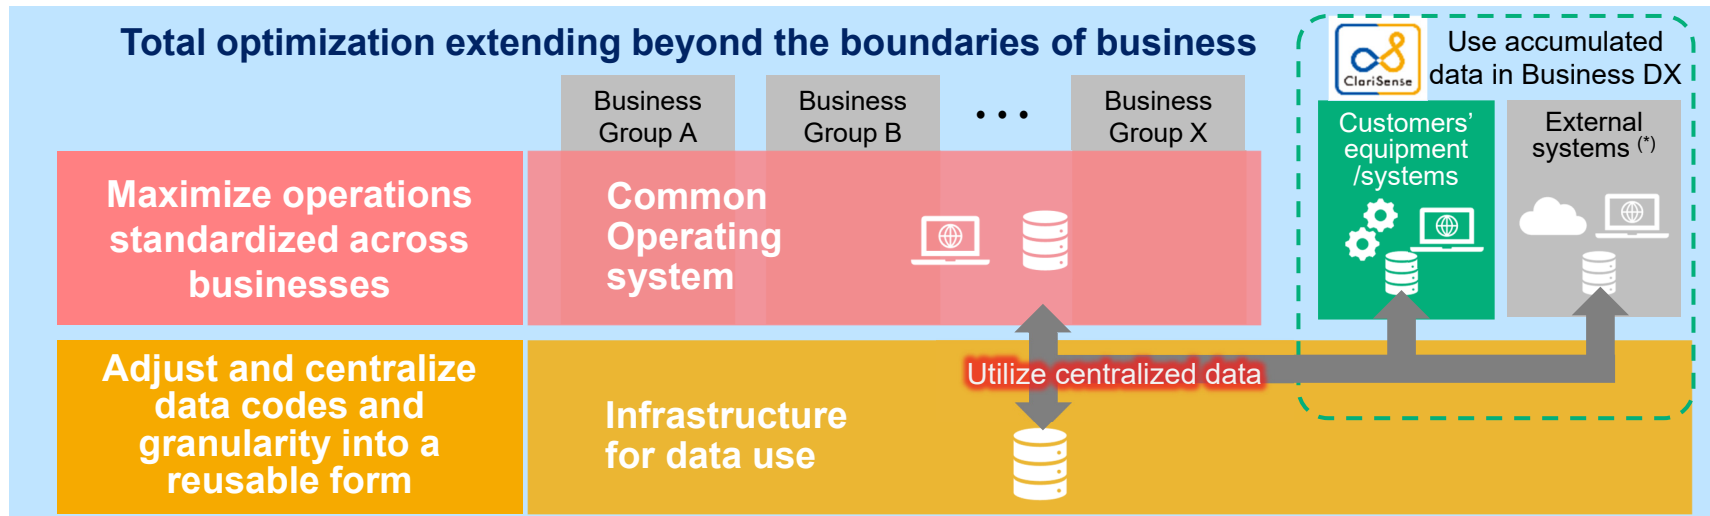 Total optimization extending beyond the boundaries of business
ClariSense
Use accumulated
data in Business DX
Business
Group A
Business
Group B
• • •
Business
Group X
Customers’
equipment
/systems
External
systems (*)
Maximize operations
standardized across
businesses
Common
Operating
system
Adjust and centralize
data codes and
granularity into a
reusable form
Infrastructure
for data use
Utilize centralized data